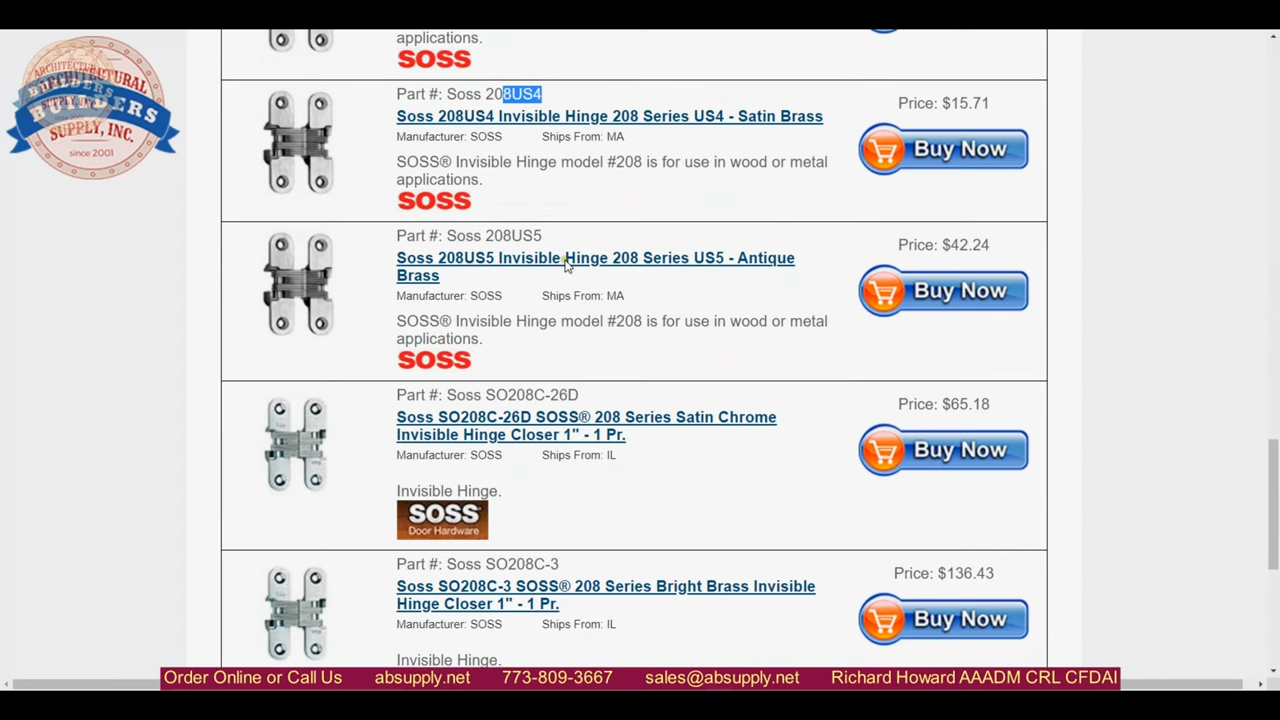 ARCHITECTURAL
BUILDERS
SUPPLY, INC.
since 2001
applications.
SOSS
Part #: Soss 208US4
Soss 208US4 Invisible Hinge 208 Series US4 - Satin Brass
Manufacturer: SOSS Ships From: MA
SOSS® Invisible Hinge model #208 is for use in wood or metal
applications.
SOSS
Price: $15.71
Buy Now
Part #: Soss 208US5
Soss 208US5 Invisible Hinge 208 Series US5 - Antique
Brass
Manufacturer: SOSS Ships From: MA
SOSS® Invisible Hinge model #208 is for use in wood or metal
applications.
SOSS
Price: $42.24
Buy Now
Part #: Soss SO208C-26D
Soss SO208C-26D SOSS® 208 Series Satin Chrome
Invisible Hinge Closer 1" - 1 Pr.
Manufacturer: SOSS Ships From: IL
Invisible Hinge.
SOSS
Door Hardware
Price: $65.18
Buy Now
Part #: Soss SO208C-3
Soss SO208C-3 SOSS® 208 Series Bright Brass Invisible
Hinge Closer 1" - 1 Pr.
Manufacturer: SOSS Ships From: IL
Invisible Hinge.
Price: $136.43
Buy Now
Order Online or Call Us absupply.net 773-809-3667 sales@absupply.net Richard Howard AAADM CRL CFDAI